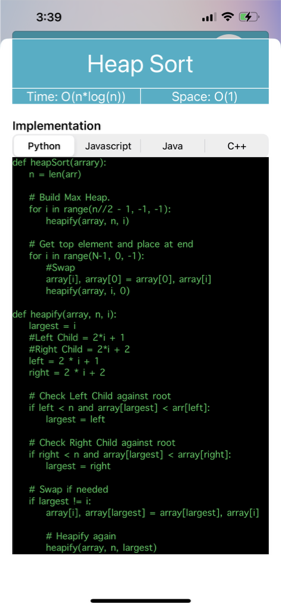 3:39
Heap Sort
Time: O(n*log(n)) Space: O(1)
Implementation
Python Javascript Java C++
def heapSort(arrary):
    n = len(arr)

    # Build Max Heap.
    for i in range(n//2 - 1, -1, -1):
        heapify(array, n, i)

    # Get top element and place at end
    for i in range(N-1, 0, -1):
        #Swap
        array[i], array[0] = array[0], array[i]
        heapify(array, i, 0)

def heapify(array, n, i):
    largest = i
    #Left Child = 2*i + 1
    #Right Child = 2*i + 2
    left = 2 * i + 1
    right = 2 * i + 2

    # Check Left Child against root
    if left < n and array[largest] < arr[left]:
        largest = left

    # Check Right Child against root
    if right < n and array[largest] < array[right]:
        largest = right

    # Swap if needed
    if largest != i:
        array[i], array[largest] = array[largest], array[i]

        # Heapify again
        heapify(array, n, largest)